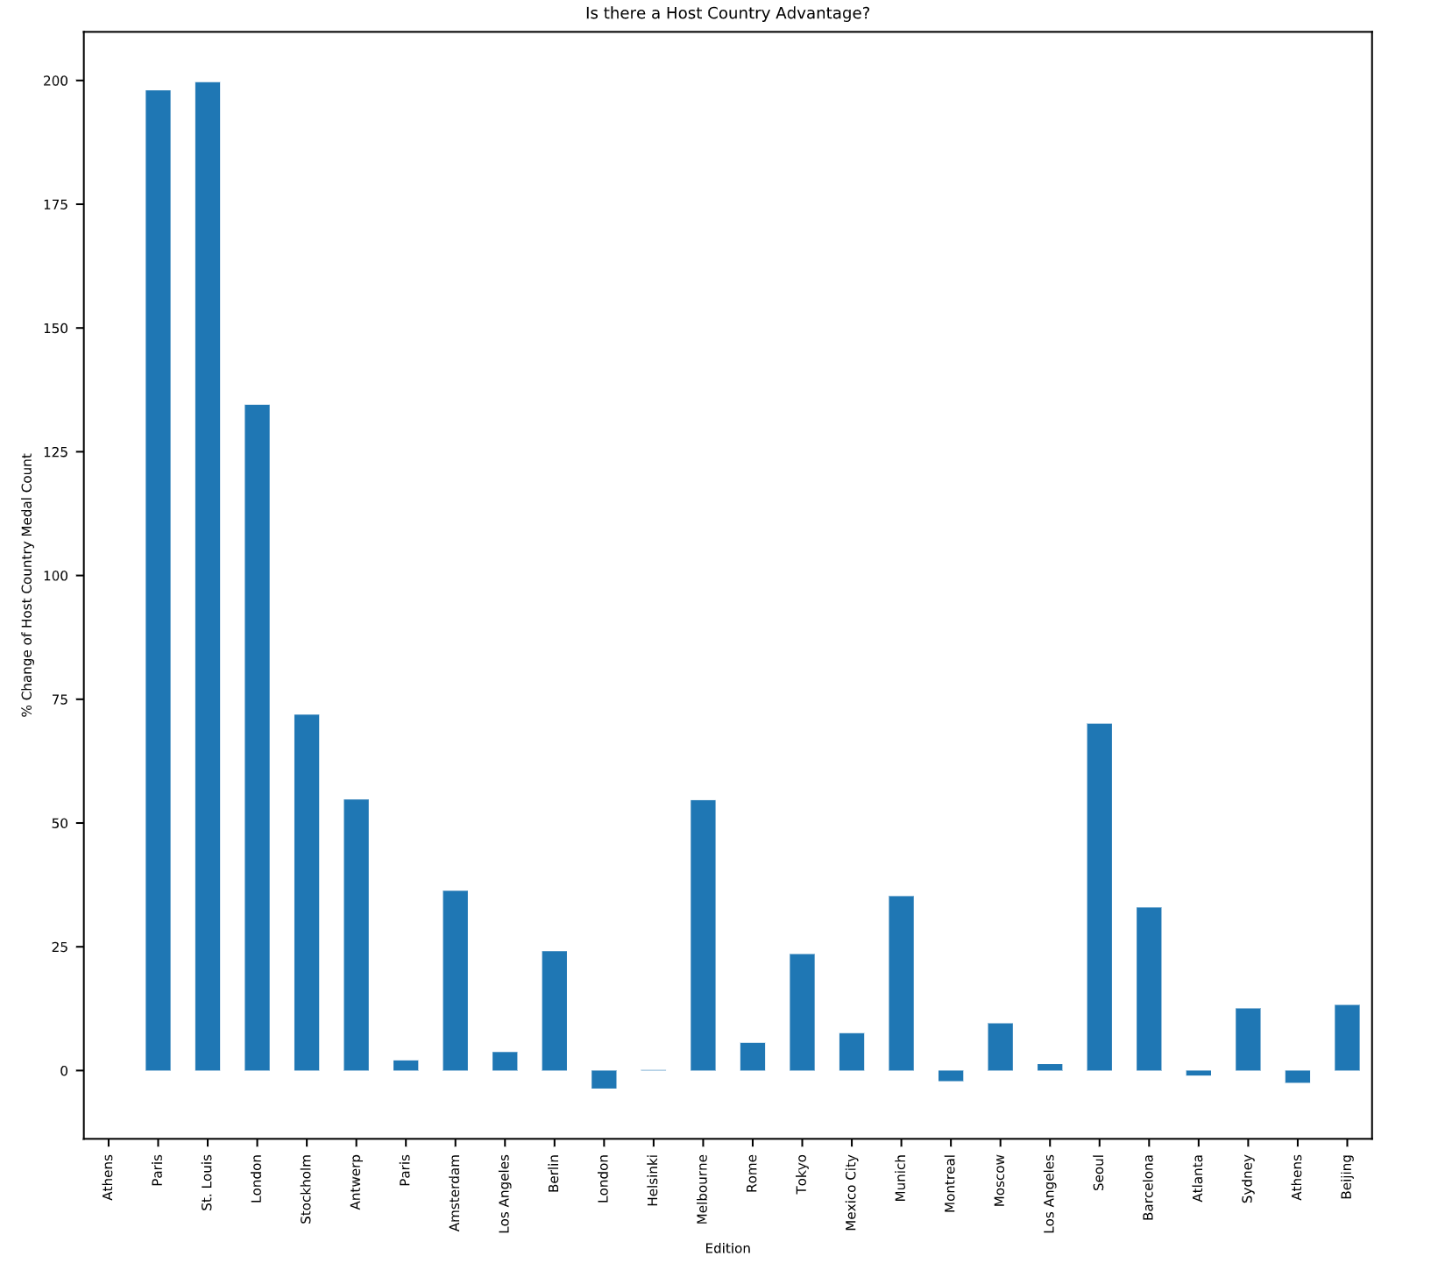 Is there a Host Country Advantage?
% Change of Host Country Medal Count
200
175
150
125
100
75
50
25
0
Athens
Paris
St. Louis
London
Stockholm
Antwerp
Paris
Amsterdam
Los Angeles
Berlin
London
Helsinki
Melbourne
Rome
Tokyo
Mexico City
Munich
Montreal
Moscow
Los Angeles
Seoul
Barcelona
Atlanta
Sydney
Athens
Beijing
Edition